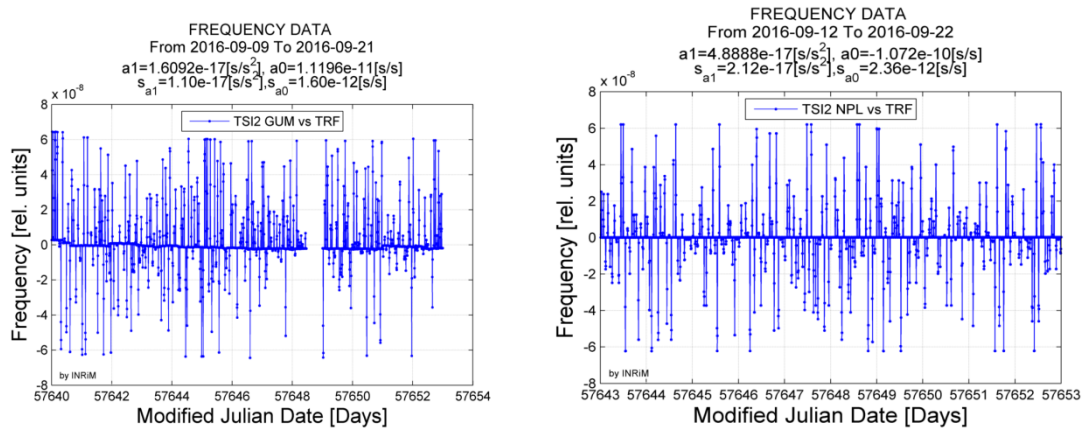 FREQUENCY DATA
From 2016-09-09 To 2016-09-21
a1=1.6092e-17[s/s²], a0=1.1196e-11[s/s]
s_a1=1.10e-17[s/s²],s_a0=1.60e-12[s/s]
x 10⁻⁸
8
6
4
2
0
-2
-4
-6
-8
Frequency [rel. units]
TSI2 GUM vs TRF
by INRiM
57640 57642 57644 57646 57648 57650 57652 57654
Modified Julian Date [Days]
FREQUENCY DATA
From 2016-09-12 To 2016-09-22
a1=4.8888e-17[s/s²], a0=-1.072e-10[s/s]
s_a1=2.12e-17[s/s²],s_a0=2.36e-12[s/s]
x 10⁻⁸
8
6
4
2
0
-2
-4
-6
-8
Frequency [rel. units]
TSI2 NPL vs TRF
by INRiM
57643 57644 57645 57646 57647 57648 57649 57650 57651 57652 57653
Modified Julian Date [Days]